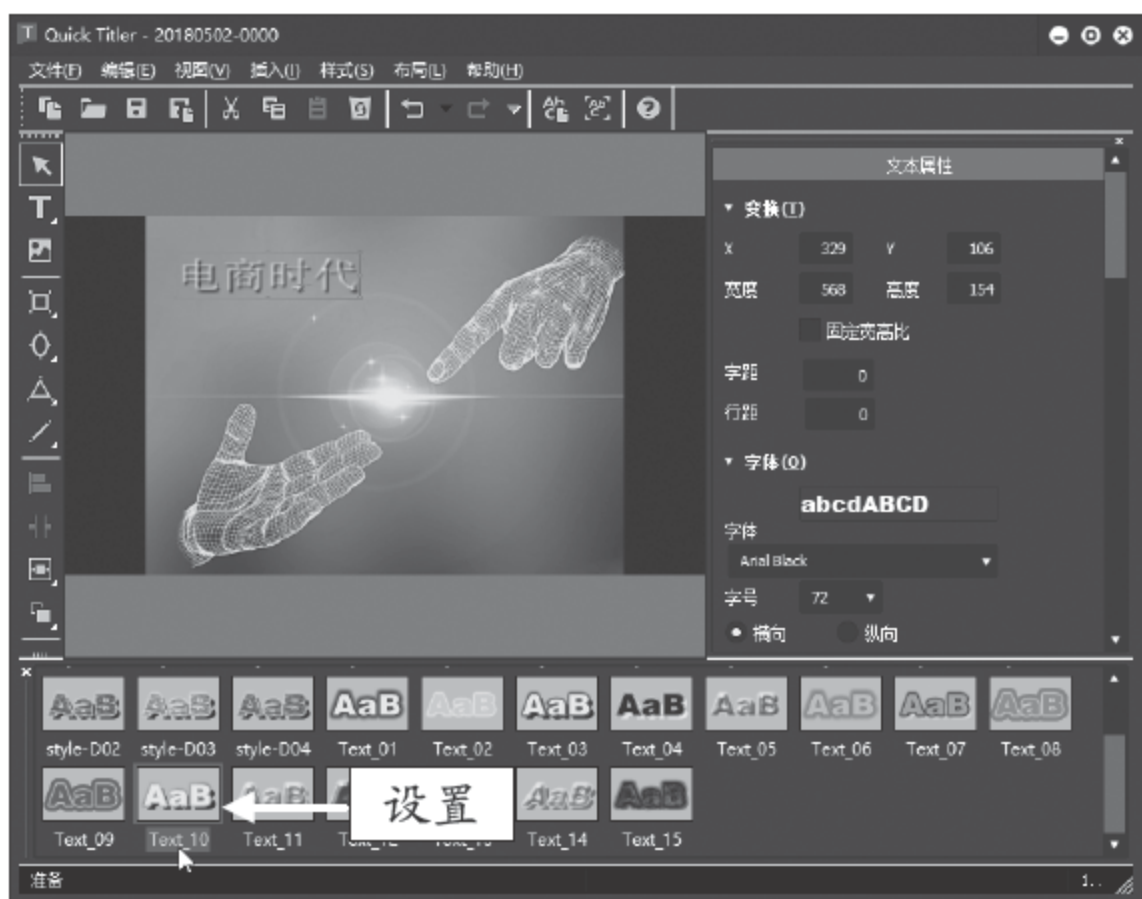 Quick Titler - 20180502-0000
文件(F) 编辑(E) 视图(V) 插入(I) 样式(S) 布局(L) 帮助(H)
文本属性
变换(T)
X 329 Y 106
宽度 568 高度 154
固定宽高比
字距 0
行距 0
字体(O)
abcdABCD
字体
Arial Black
字号 72
横向 纵向
电商时代
AaB AaB AaB AaB AaB AaB AaB AaB AaB AaB AaB
style-D02 style-D03 style-D04 Text_01 Text_02 Text_03 Text_04 Text_05 Text_06 Text_07 Text_08
AaB AaB AaB 设置 AaB AaB
Text_09 Text_10 Text_11 Text_14 Text_15
准备 1..